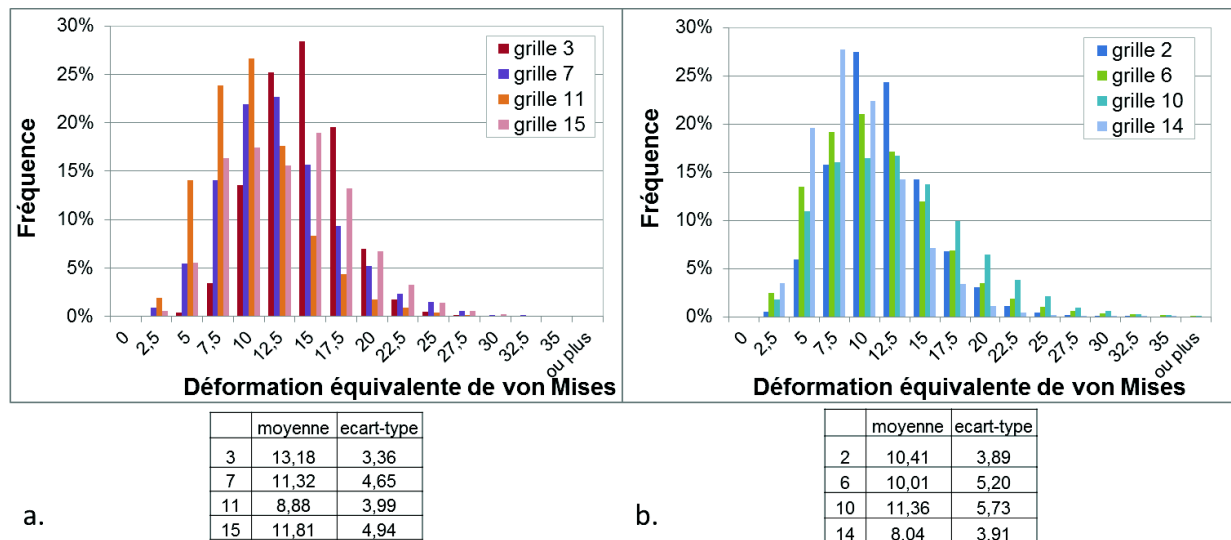 30%
25%
20%
15%
10%
5%
0%
Fréquence
grille 3
grille 7
grille 11
grille 15
0
2,5
5
7,5
10
12,5
15
17,5
20
22,5
25
27,5
30
32,5
35
ou plus
Déformation équivalente de von Mises
moyenne ecart-type
3 13,18 3,36
7 11,32 4,65
11 8,88 3,99
15 11,81 4,94
a.
30%
25%
20%
15%
10%
5%
0%
Fréquence
grille 2
grille 6
grille 10
grille 14
0
2,5
5
7,5
10
12,5
15
17,5
20
22,5
25
27,5
30
32,5
35
ou plus
Déformation équivalente de von Mises
moyenne ecart-type
2 10,41 3,89
6 10,01 5,20
10 11,36 5,73
14 8,04 3,91
b.